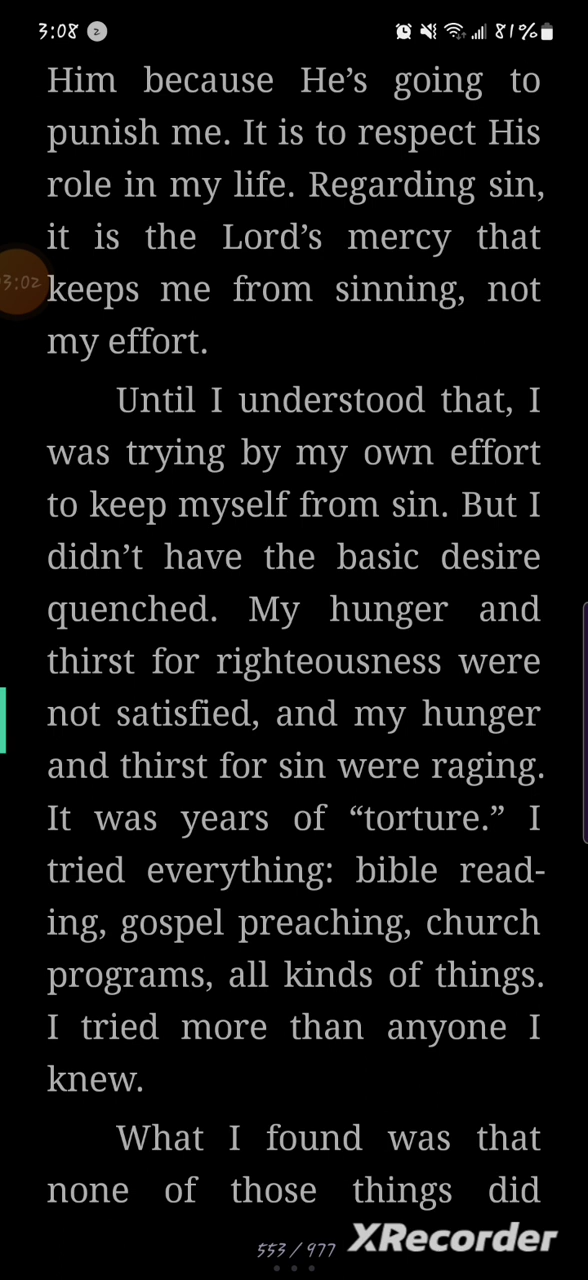 3:08 2 81%
Him because He’s going to
punish me. It is to respect His
role in my life. Regarding sin,
it is the Lord’s mercy that
03:02
keeps me from sinning, not
my effort.
Until I understood that, I
was trying by my own effort
to keep myself from sin. But I
didn’t have the basic desire
quenched. My hunger and
thirst for righteousness were
not satisfied, and my hunger
and thirst for sin were raging.
It was years of “torture.” I
tried everything: bible read-
ing, gospel preaching, church
programs, all kinds of things.
I tried more than anyone I
knew.
What I found was that
none of those things did
553 / 977 XRecorder